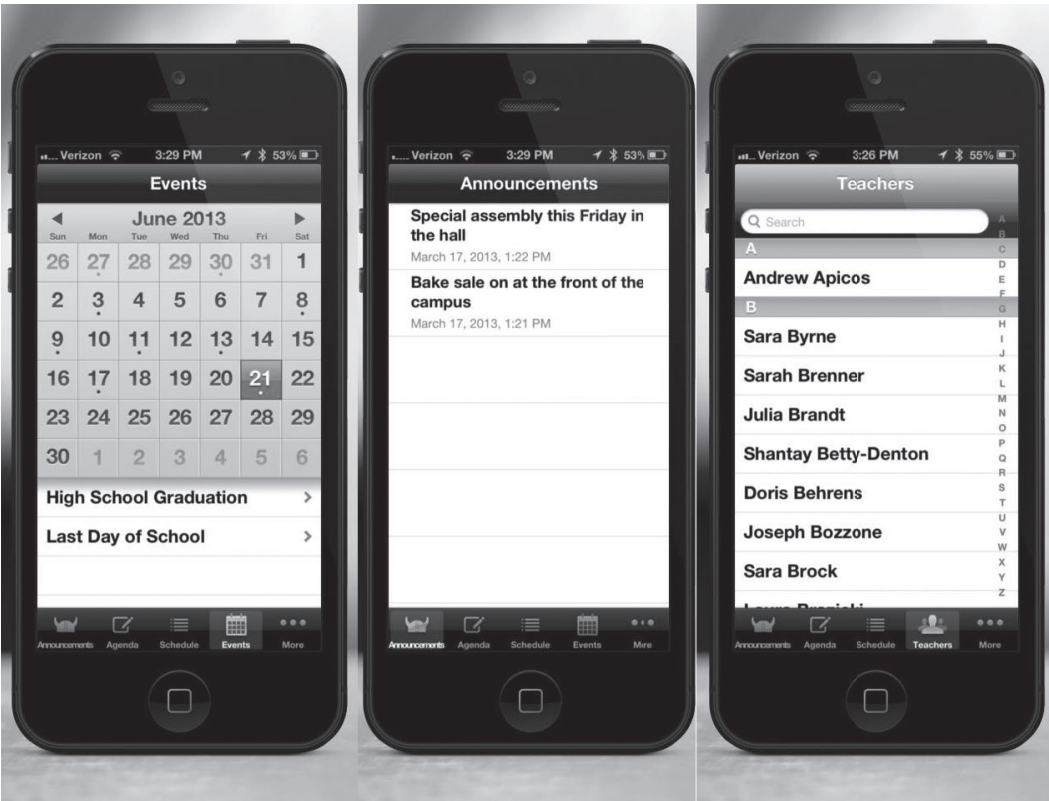 Verizon 3:29 PM 53%
Events
June 2013
Sun Mon Tue Wed Thu Fri Sat
26 27 28 29 30 31 1
2 3 4 5 6 7 8
9 10 11 12 13 14 15
16 17 18 19 20 21 22
23 24 25 26 27 28 29
30 1 2 3 4 5 6
High School Graduation
Last Day of School
Announcements Agenda Schedule Events More
Verizon 3:29 PM 53%
Announcements
Special assembly this Friday in
the hall
March 17, 2013, 1:22 PM
Bake sale on at the front of the
campus
March 17, 2013, 1:21 PM
Announcements Agenda Schedule Events More
Verizon 3:26 PM 55%
Teachers
Search
A
Andrew Apicos
B
Sara Byrne
Sarah Brenner
Julia Brandt
Shantay Betty-Denton
Doris Behrens
Joseph Bozzone
Sara Brock
A
B
C
D
E
F
G
H
I
J
K
L
M
N
O
P
Q
R
S
T
U
V
W
X
Y
Z
Announcements Agenda Schedule Teachers More